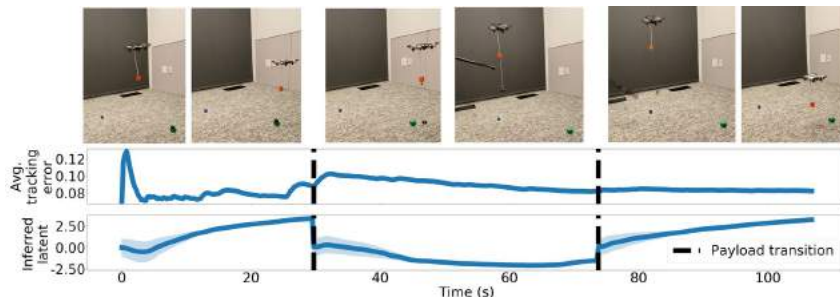 Avg.
tracking
error
0.12
0.10
0.08
Inferred
latent
2.50
0.00
-2.50
0
20
40
60
80
100
Time (s)
Payload transition